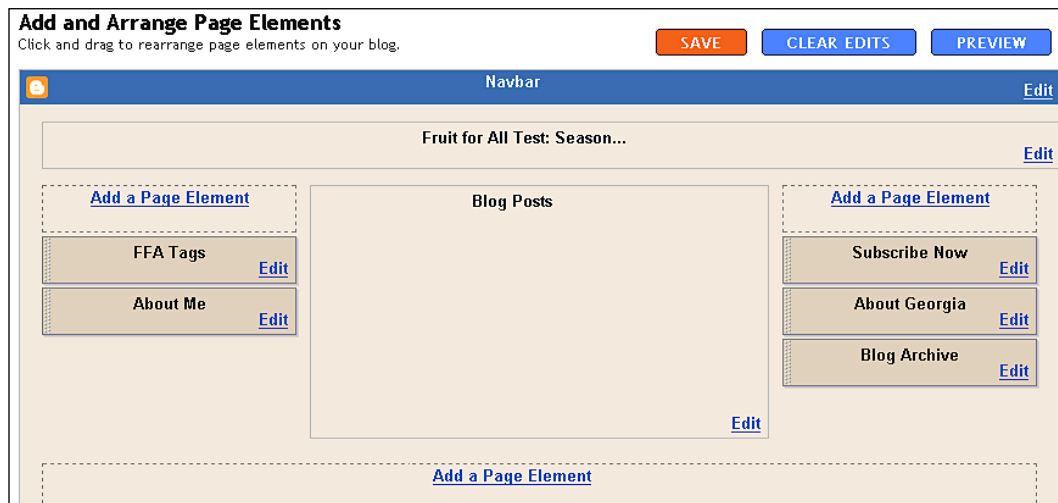 Add and Arrange Page Elements
Click and drag to rearrange page elements on your blog.
SAVE
CLEAR EDITS
PREVIEW
Navbar
Edit
Fruit for All Test: Season...
Edit
Add a Page Element
FFA Tags
Edit
About Me
Edit
Blog Posts
Edit
Add a Page Element
Subscribe Now
Edit
About Georgia
Edit
Blog Archive
Edit
Add a Page Element